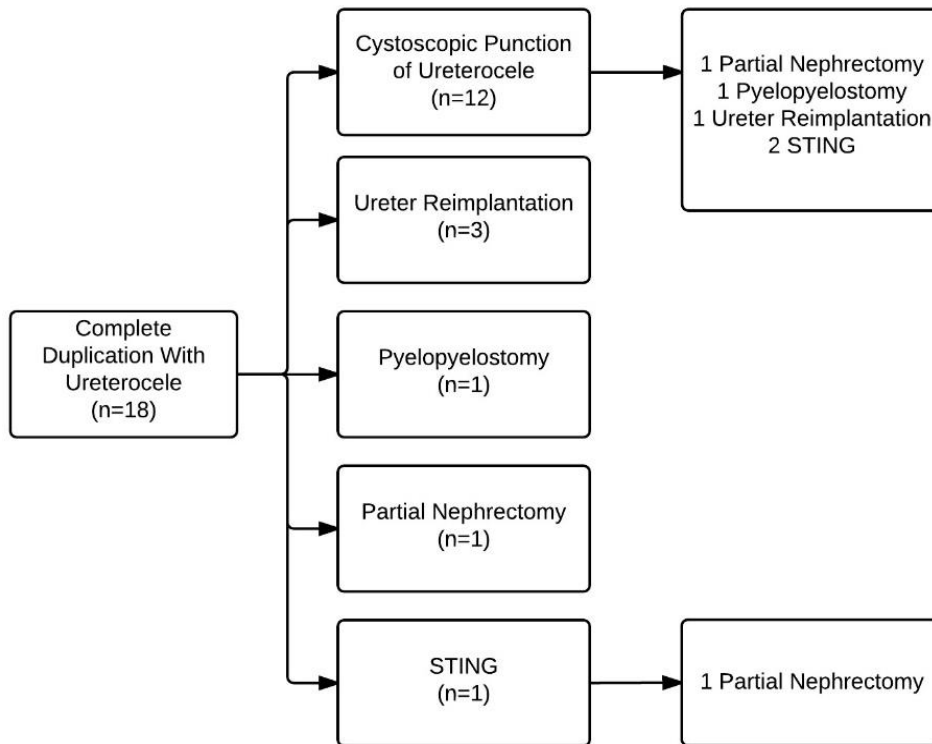 Complete
Duplication With
Ureterocele
(n=18)
Cystoscopic Punction
of Ureterocele
(n=12)
1 Partial Nephrectomy
1 Pyelopyelostomy
1 Ureter Reimplantation
2 STING
Ureter Reimplantation
(n=3)
Pyelopyelostomy
(n=1)
Partial Nephrectomy
(n=1)
STING
(n=1)
1 Partial Nephrectomy